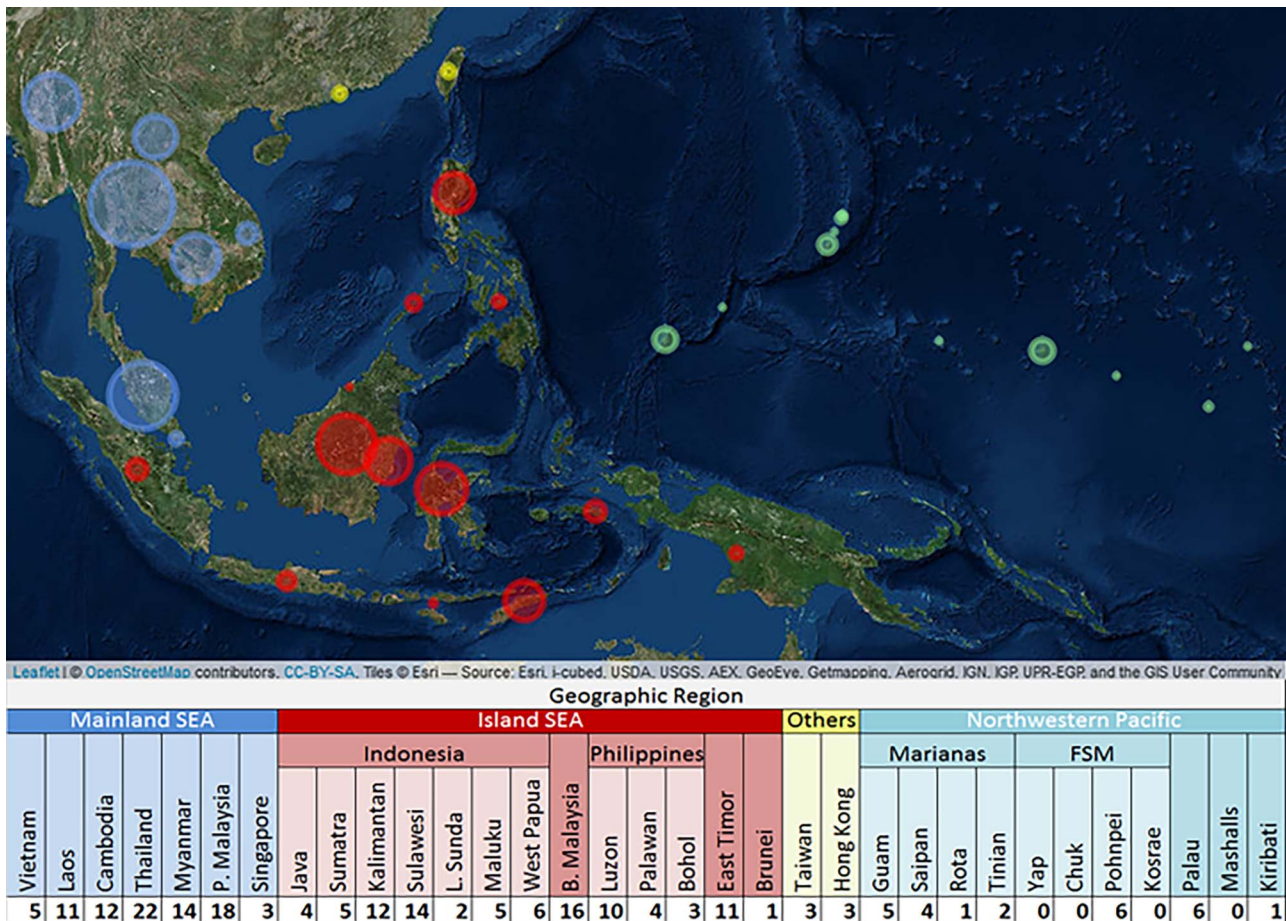 Leaflet | © OpenStreetMap contributors, CC-BY-SA, Tiles © Esri — Source: Esri, i-cubed, USDA, USGS, AEX, GeoEye, Getmapping, Aerogrid, IGN, IGP, UPR-EGP, and the GIS User Community
Geographic Region
Mainland SEA Island SEA Others Northwestern Pacific
Indonesia Philippines Marianas FSM
Vietnam Laos Cambodia Thailand Myanmar P. Malaysia Singapore Java Sumatra Kalimantan Sulawesi L. Sunda Maluku West Papua B. Malaysia Luzon Palawan Bohol East Timor Brunei Taiwan Hong Kong Guam Saipan Rota Tinian Yap Chuk Pohnpei Kosrae Palau Mashalls Kiribati
5 11 12 22 14 18 3 4 5 12 14 2 5 6 16 10 4 3 11 1 3 3 5 4 1 2 0 0 6 0 6 0 1